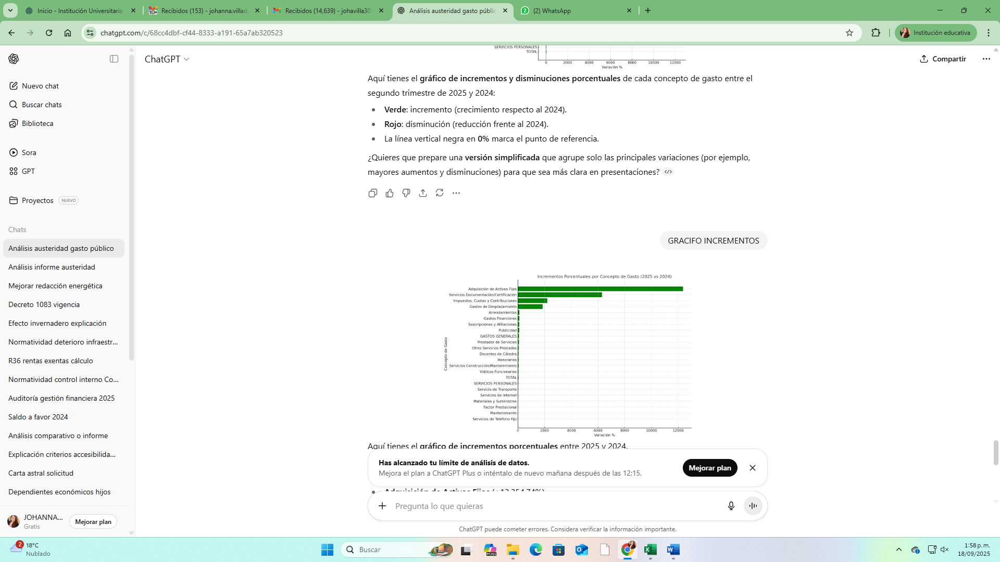 Inicio - Institución Universitaria
Recibidos (153) - johanna.villad
Recibidos (14,639) - johavilla30
Análisis austeridad gasto públic
(2) WhatsApp
chatgpt.com/c/68cc4dbf-cf44-8333-a191-65a7ab320523
Institución educativa
ChatGPT
Compartir
Nuevo chat
Buscar chats
Biblioteca
Sora
GPT
Proyectos NUEVO
Chats
Análisis austeridad gasto público
Análisis informe austeridad
Mejorar redacción energética
Decreto 1083 vigencia
Efecto invernadero explicación
Normatividad deterioro infraestr...
R36 rentas exentas cálculo
Normatividad control interno Co...
Auditoría gestión financiera 2025
Saldo a favor 2024
Análisis comparativo o informe
Explicación criterios accesibilida...
Carta astral solicitud
Dependientes económicos hijos
JOHANNA...
Gratis
Mejorar plan
SERVICIOS PERSONALES
TOTAL
0 2000 4000 6000 8000 10000 12000
Variación %
Aquí tienes el gráfico de incrementos y disminuciones porcentuales de cada concepto de gasto entre el
segundo trimestre de 2025 y 2024:
Verde: incremento (crecimiento respecto al 2024).
Rojo: disminución (reducción frente al 2024).
La línea vertical negra en 0% marca el punto de referencia.
¿Quieres que prepare una versión simplificada que agrupe solo las principales variaciones (por ejemplo,
mayores aumentos y disminuciones) para que sea más clara en presentaciones?
GRACIFO INCREMENTOS
Incrementos Porcentuales por Concepto de Gasto (2025 vs 2024)
Concepto de Gasto
Adquisición de Activos Fijos
Servicios Documentación/Certificación
Impuestos, Cuotas y Contribuciones
Gastos de Desplazamiento
Arrendamientos
Gastos Financieros
Suscripciones y Afiliaciones
Publicidad
GASTOS GENERALES
Prestador de Servicios
Otros Servicios Prestados
Docentes de Cátedra
Honorarios
Servicios Construcción/Mantenimiento
Viáticos Funcionarios
TOTAL
SERVICIOS PERSONALES
Servicio de Transporte
Servicios de Internet
Materiales y Suministros
Factor Prestacional
Mantenimiento
Servicios de Teléfono Fijo
0 2000 4000 6000 8000 10000 12000
Variación %
Aquí tienes el gráfico de incrementos porcentuales entre 2025 y 2024.
Has alcanzado tu límite de análisis de datos.
Mejora el plan a ChatGPT Plus o inténtalo de nuevo mañana después de las 12:15.
Mejorar plan
Adquisición de Activos Fijos (+12.354,74%)
Pregunta lo que quieras
ChatGPT puede cometer errores. Considera verificar la información importante.
2
18°C
Nublado
Buscar
M365
1:58 p. m.
18/09/2025